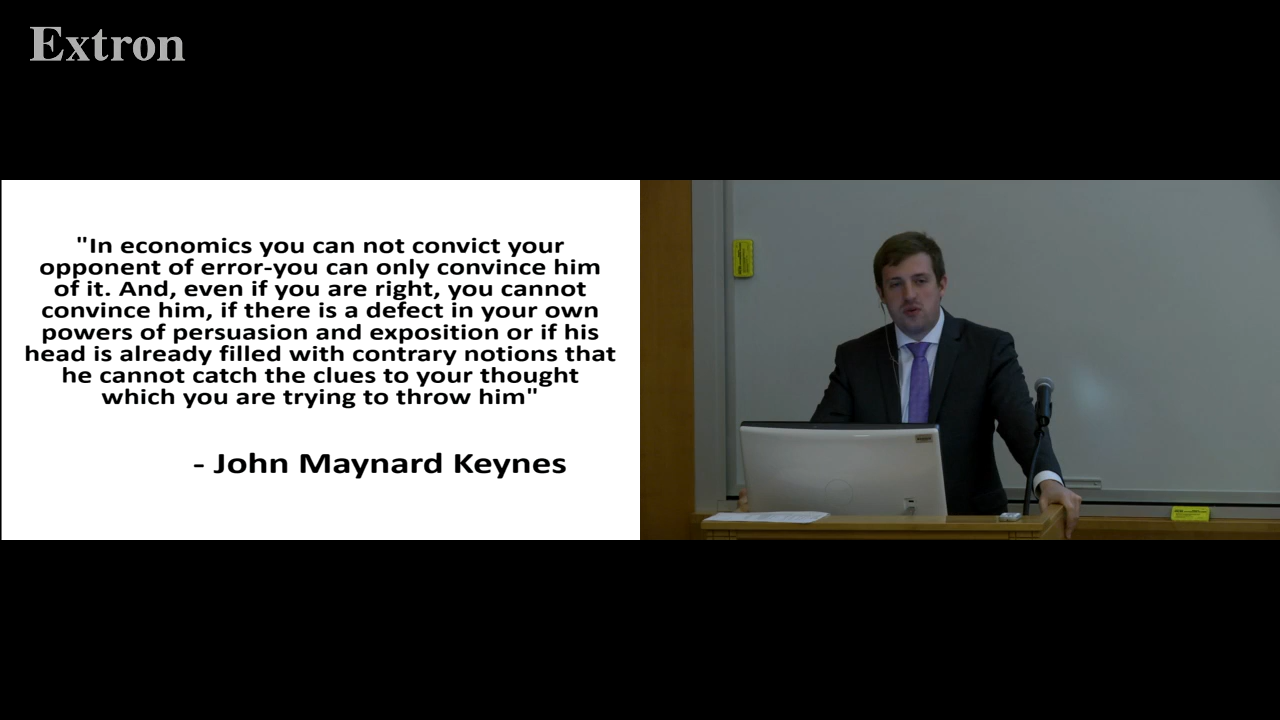 Extron
"In economics you can not convict your
opponent of error-you can only convince him
of it. And, even if you are right, you cannot
convince him, if there is a defect in your own
powers of persuasion and exposition or if his
head is already filled with contrary notions that
he cannot catch the clues to your thought
which you are trying to throw him"
- John Maynard Keynes